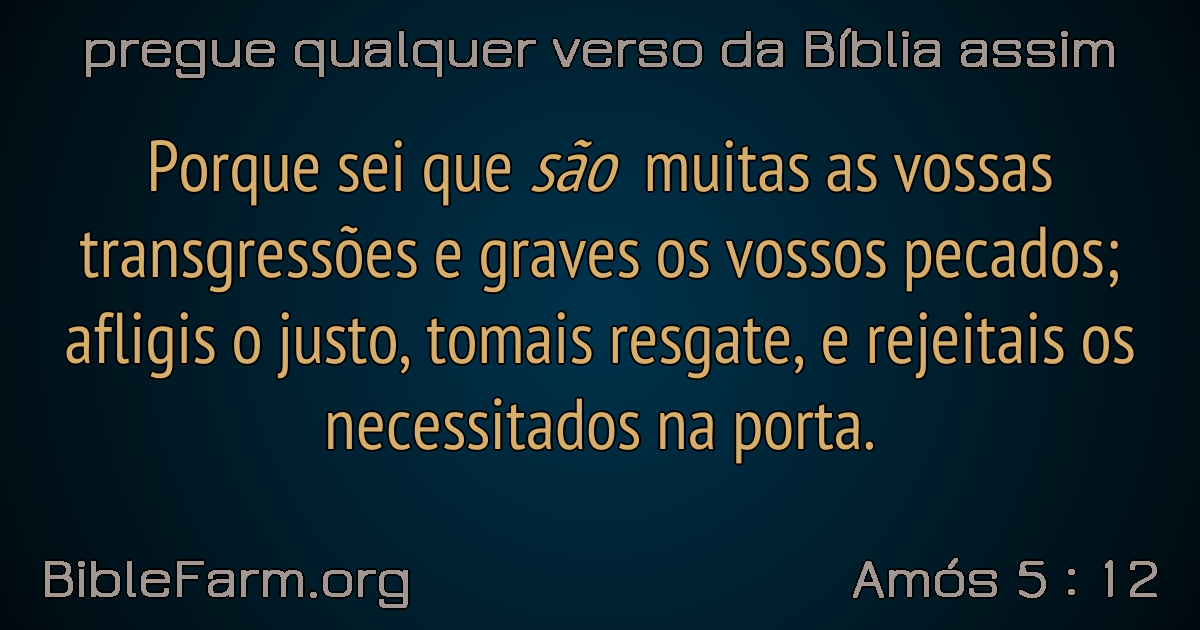 pregue qualquer verso da Bíblia assim
Porque sei que são muitas as vossas
transgressões e graves os vossos pecados;
afligis o justo, tomais resgate, e rejeitais os
necessitados na porta.
BibleFarm.org
Amós 5 : 12